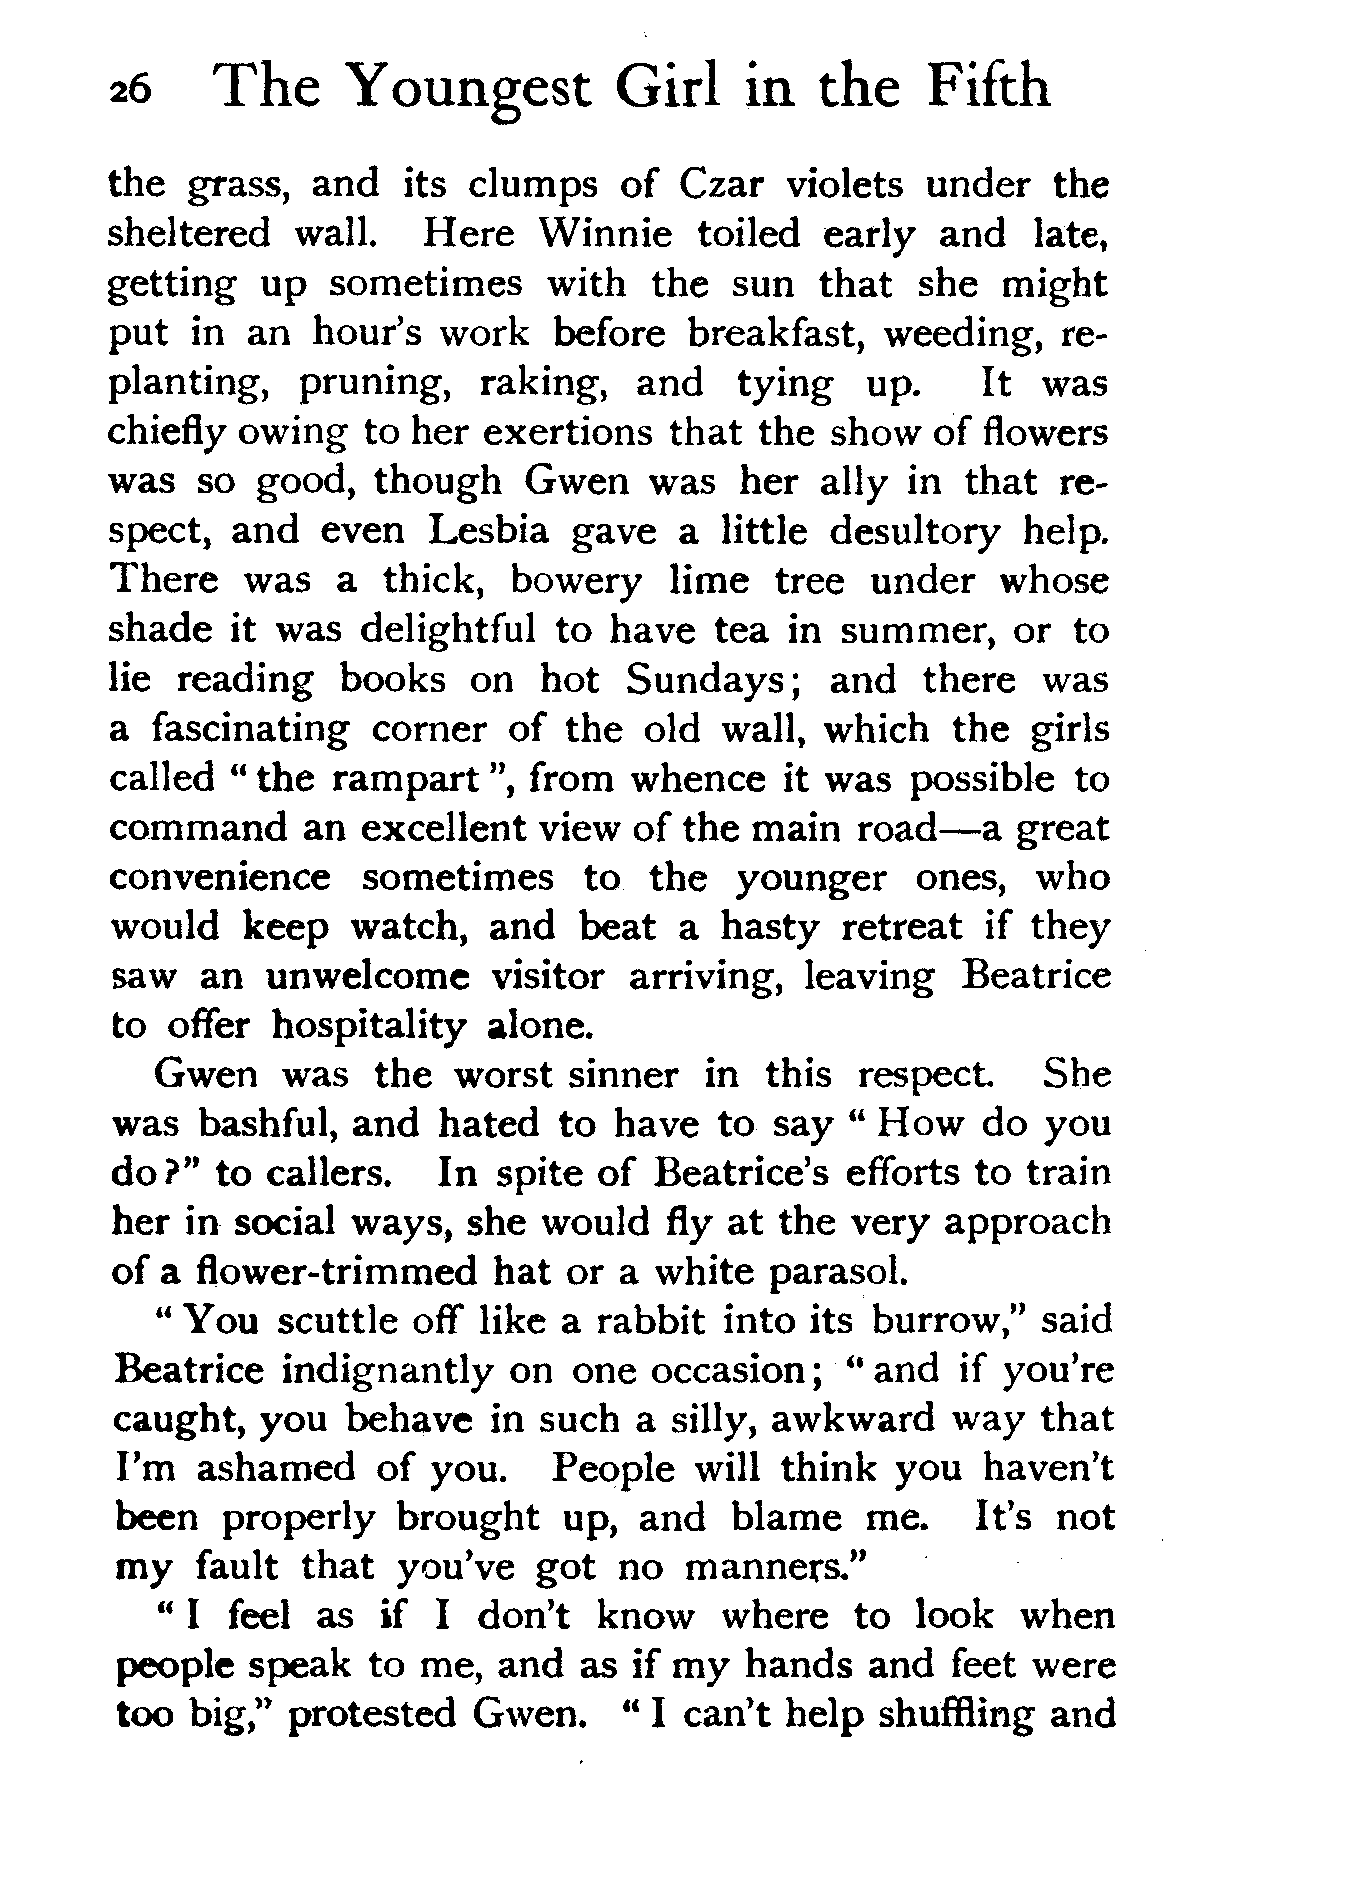 26 The Youngest Girl in the Fifth
the grass, and its clumps of Czar violets under the
sheltered wall. Here Winnie toiled early and late,
getting up sometimes with the sun that she might
put in an hour's work before breakfast, weeding, re-
planting, pruning, raking, and tying up. It was
chiefly owing to her exertions that the show of flowers
was so good, though Gwen was her ally in that re-
spect, and even Lesbia gave a little desultory help.
There was a thick, bowery lime tree under whose
shade it was delightful to have tea in summer, or to
lie reading books on hot Sundays; and there was
a fascinating corner of the old wall, which the girls
called "the rampart", from whence it was possible to
command an excellent view of the main road—a great
convenience sometimes to the younger ones, who
would keep watch, and beat a hasty retreat if they
saw an unwelcome visitor arriving, leaving Beatrice
to offer hospitality alone.
Gwen was the worst sinner in this respect. She
was bashful, and hated to have to say "How do you
do?" to callers. In spite of Beatrice's efforts to train
her in social ways, she would fly at the very approach
of a flower-trimmed hat or a white parasol.
"You scuttle off like a rabbit into its burrow," said
Beatrice indignantly on one occasion; "and if you're
caught, you behave in such a silly, awkward way that
I'm ashamed of you. People will think you haven't
been properly brought up, and blame me. It's not
my fault that you've got no manners."
"I feel as if I don't know where to look when
people speak to me, and as if my hands and feet were
too big," protested Gwen. "I can't help shuffling and